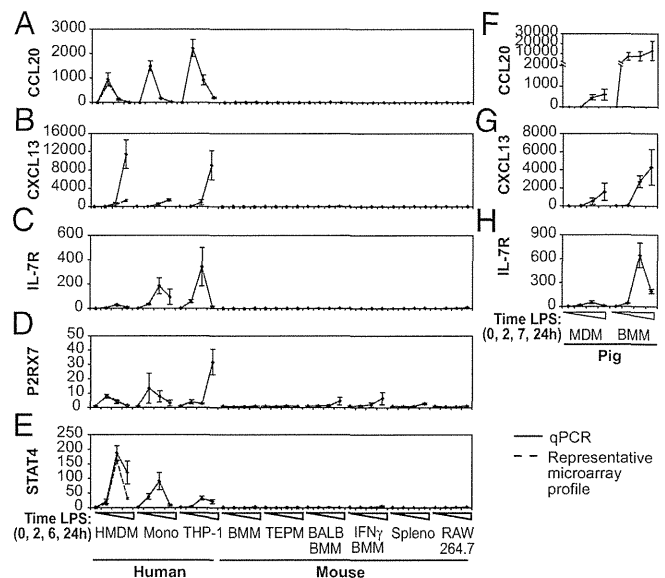 A
CCL20
3000
2000
1000
0
B
CXCL13
16000
12000
8000
4000
0
C
IL-7R
600
400
200
0
D
P2RX7
50
40
30
20
10
0
E
STAT4
250
200
150
100
50
0
Time LPS:
(0, 2, 6, 24h)
HMDM Mono THP-1 BMM TEPM BALB BMM IFNγ BMM Spleno RAW 264.7
Human Mouse
F
CCL20
30000
20000
10000
2000
1000
0
G
CXCL13
8000
6000
4000
2000
0
H
IL-7R
900
600
300
0
Time LPS:
(0, 2, 7, 24h)
MDM BMM
Pig
qPCR
Representative
microarray
profile